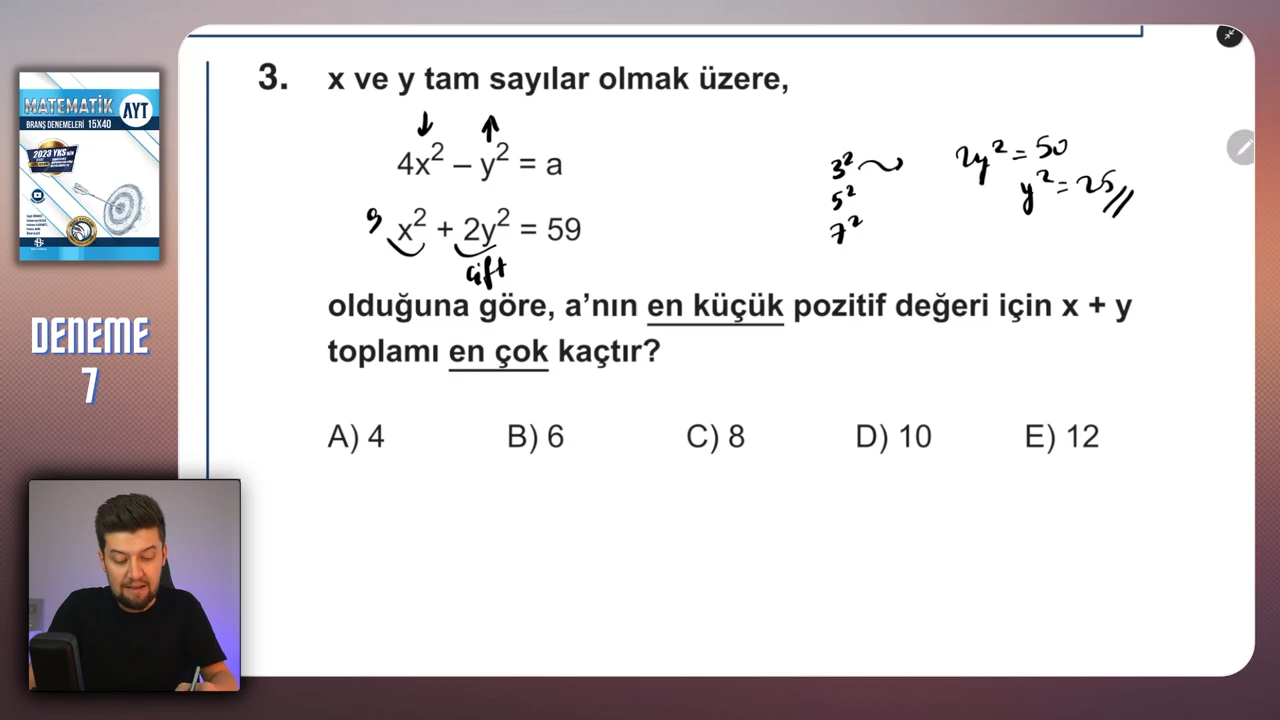 MATEMATİK
AYT
BRANŞ DENEMELERİ 15X40
2023 YKS'NİN
DENEME
7
3. x ve y tam sayılar olmak üzere,
4x² – y² = a
x² + 2y² = 59
9
çift
3²
5²
7²
2y² = 50
y² = 25
olduğuna göre, a'nın en küçük pozitif değeri için x + y
toplamı en çok kaçtır?
A) 4 B) 6 C) 8 D) 10 E) 12